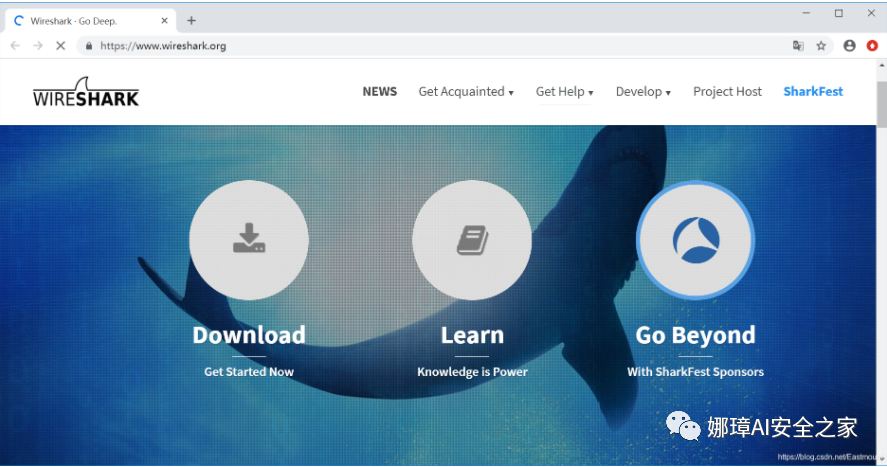 Wireshark · Go Deep.
https://www.wireshark.org
WIRESHARK
NEWS Get Acquainted ▾ Get Help ▾ Develop ▾ Project Host SharkFest
Download Learn Go Beyond
Get Started Now Knowledge is Power With SharkFest Sponsors
娜璋AI安全之家
https://blog.csdn.net/Eastmou